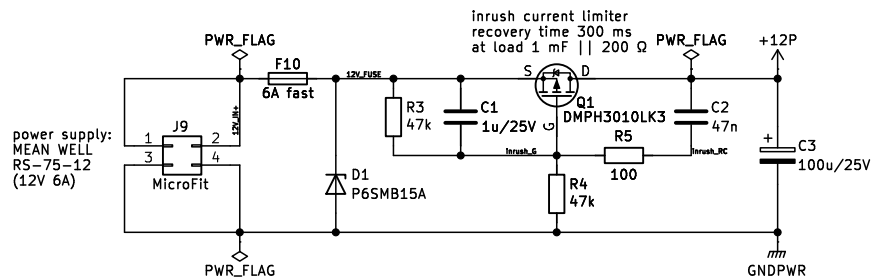 inrush current limiter
recovery time 300 ms
at load 1 mF || 200 Ω
PWR_FLAG
PWR_FLAG
+12P
F10
6A fast
12V_FUSE
S
D
Q1
DMPH3010LK3
G
12V_IN+
R3
47k
C1
1u/25V
C2
47n
power supply:
MEAN WELL
RS-75-12
(12V 6A)
J9
1
2
3
4
MicroFit
inrush_G
R5
100
inrush_RC
+
C3
100u/25V
D1
P6SMB15A
R4
47k
PWR_FLAG
GNDPWR